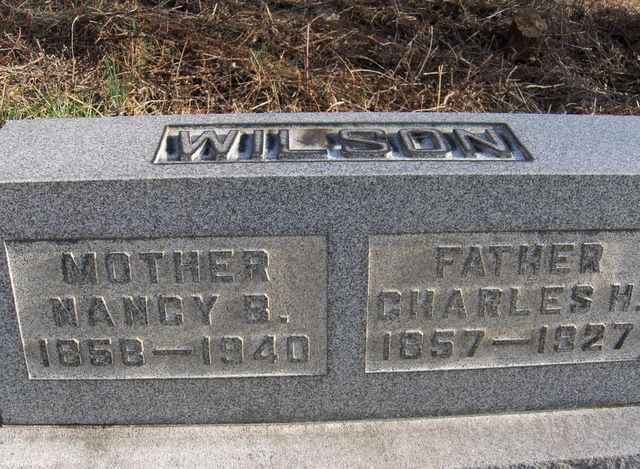 WILSON
MOTHER
NANCY B.
1858—1940
FATHER
CHARLES H.
1857—1927